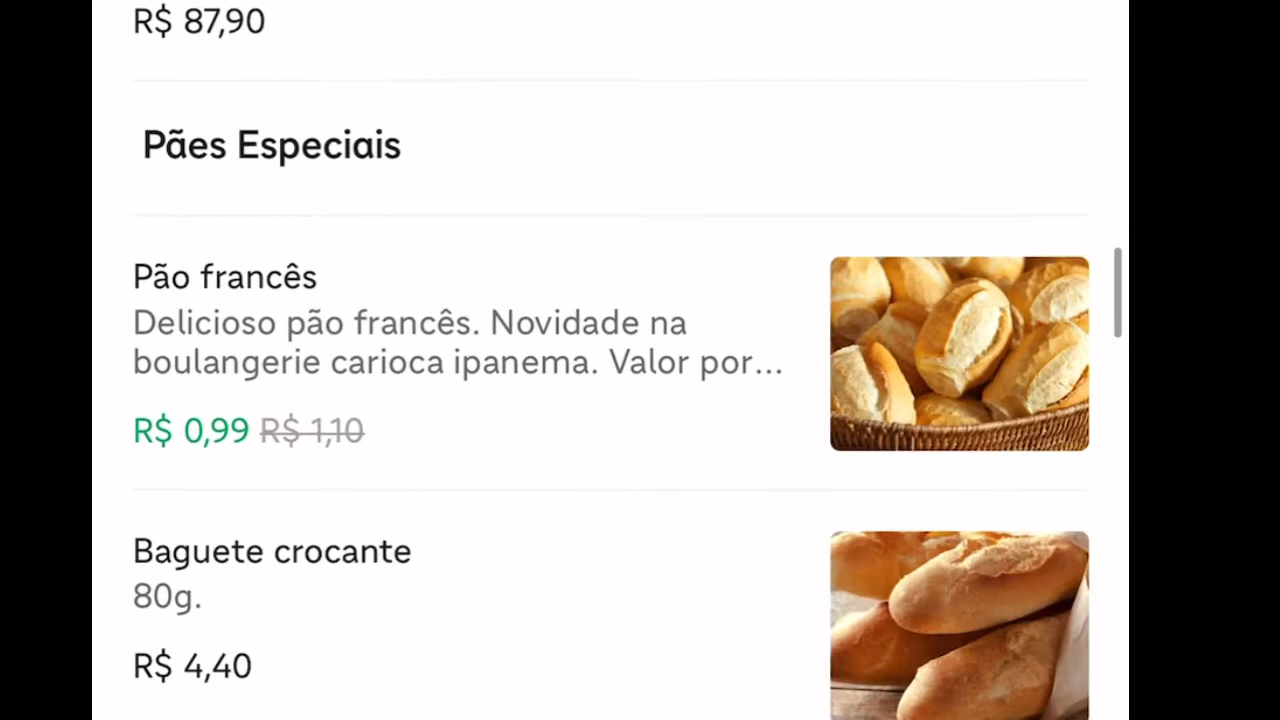 R$ 87,90
Pães Especiais
Pão francês
Delicioso pão francês. Novidade na
boulangerie carioca ipanema. Valor por...
R$ 0,99 R$ 1,10
Baguete crocante
80g.
R$ 4,40